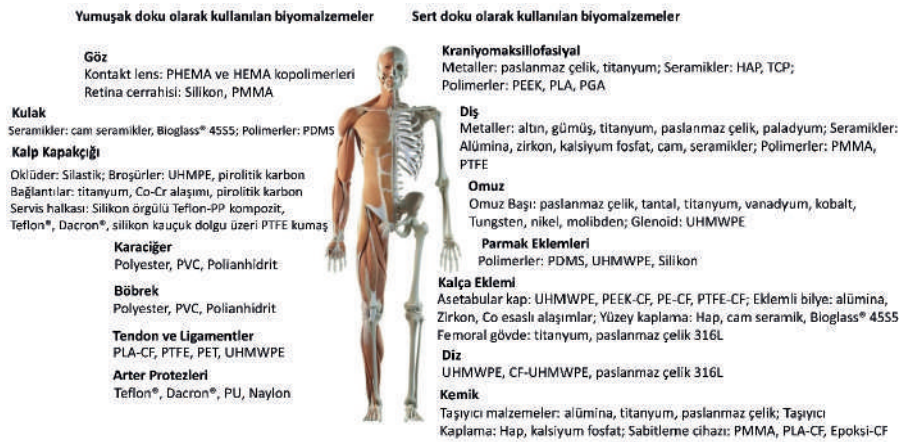 Yumuşak doku olarak kullanılan biyomalzemeler
Göz
Kontakt lens: PHEMA ve HEMA kopolimerleri
Retina cerrahisi: Silikon, PMMA
Kulak
Seramikler: cam seramikler, Bioglass® 45S5; Polimerler: PDMS
Kalp Kapakçığı
Oklüder: Silastik; Broşürler: UHMPE, pirolitik karbon
Bağlantılar: titanyum, Co-Cr alaşımı, pirolitik karbon
Servis halkası: Silikon örgülü Teflon-PP kompozit,
Teflon®, Dacron®, silikon kauçuk dolgu üzeri PTFE kumaş
Karaciğer
Polyester, PVC, Polianhidrit
Böbrek
Polyester, PVC, Polianhidrit
Tendon ve Ligamentler
PLA-CF, PTFE, PET, UHMWPE
Arter Protezleri
Teflon®, Dacron®, PU, Naylon
Sert doku olarak kullanılan biyomalzemeler
Kraniyomaksillofasiyal
Metaller: paslanmaz çelik, titanyum; Seramikler: HAP, TCP;
Polimerler: PEEK, PLA, PGA
Diş
Metaller: altın, gümüş, titanyum, paslanmaz çelik, paladyum; Seramikler:
Alümina, zirkon, kalsiyum fosfat, cam, seramikler; Polimerler: PMMA,
PTFE
Omuz
Omuz Başı: paslanmaz çelik, tantal, titanyum, vanadyum, kobalt,
Tungsten, nikel, molibden; Glenoid: UHMWPE
Parmak Eklemleri
Polimerler: PDMS, UHMWPE, Silikon
Kalça Eklemi
Asetabular kap: UHMWPE, PEEK-CF, PE-CF, PTFE-CF; Eklemli bilye: alümina,
Zirkon, Co esaslı alaşımlar; Yüzey kaplama: Hap, cam seramik, Bioglass® 45S5
Femoral gövde: titanyum, paslanmaz çelik 316L
Diz
UHMWPE, CF-UHMWPE, paslanmaz çelik 316L
Kemik
Taşıyıcı malzemeler: alümina, titanyum, paslanmaz çelik; Taşıyıcı
Kaplama: Hap, kalsiyum fosfat; Sabitleme cihazı: PMMA, PLA-CF, Epoksi-CF